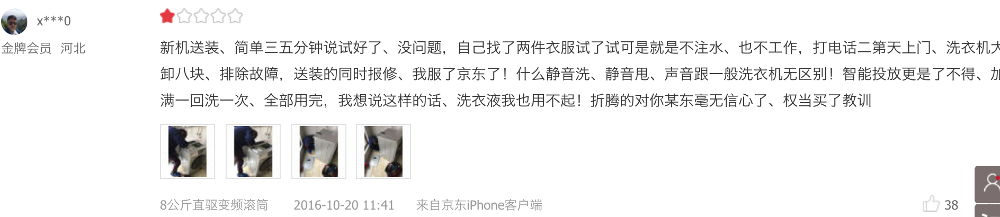 x***0
金牌会员 河北
新机送装、简单三五分钟说试好了、没问题，自己找了两件衣服试了试可是就是不注水、也不工作，打电话二第天上门、洗衣机大
卸八块、排除故障，送装的同时报修、我服了京东了！什么静音洗、静音甩、声音跟一般洗衣机无区别！智能投放更是了不得、加
满一回洗一次、全部用完，我想说这样的话、洗衣液我也用不起！折腾的对你某东毫无信心了、权当买了教训
8公斤直驱变频滚筒 2016-10-20 11:41 来自京东iPhone客户端 38